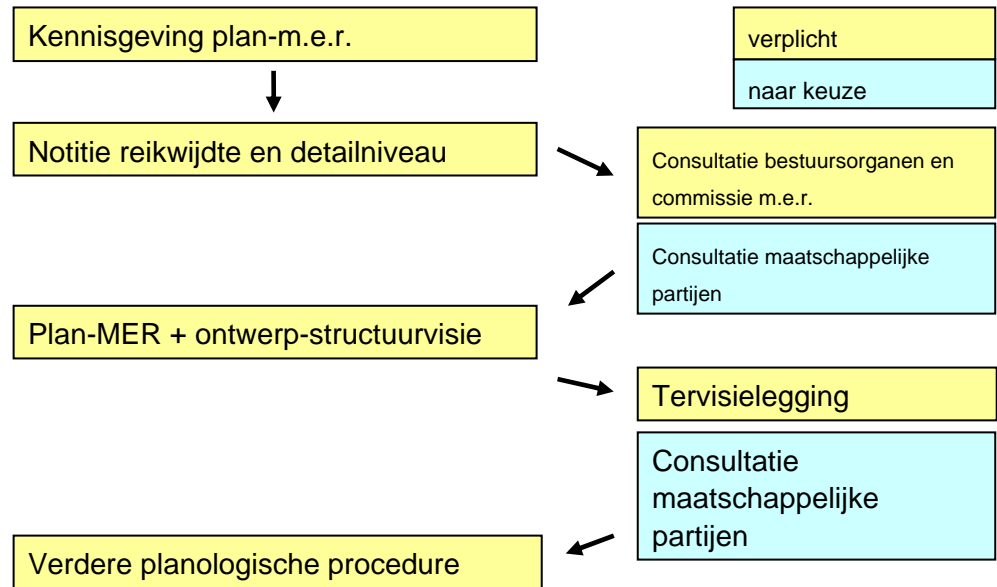 Kennisgeving plan-m.e.r.
verplicht
naar keuze
Notitie reikwijdte en detailniveau
Consultatie bestuursorganen en
commissie m.e.r.
Consultatie maatschappelijke
partijen
Plan-MER + ontwerp-structuurvisie
Tervisielegging
Consultatie
maatschappelijke
partijen
Verdere planologische procedure